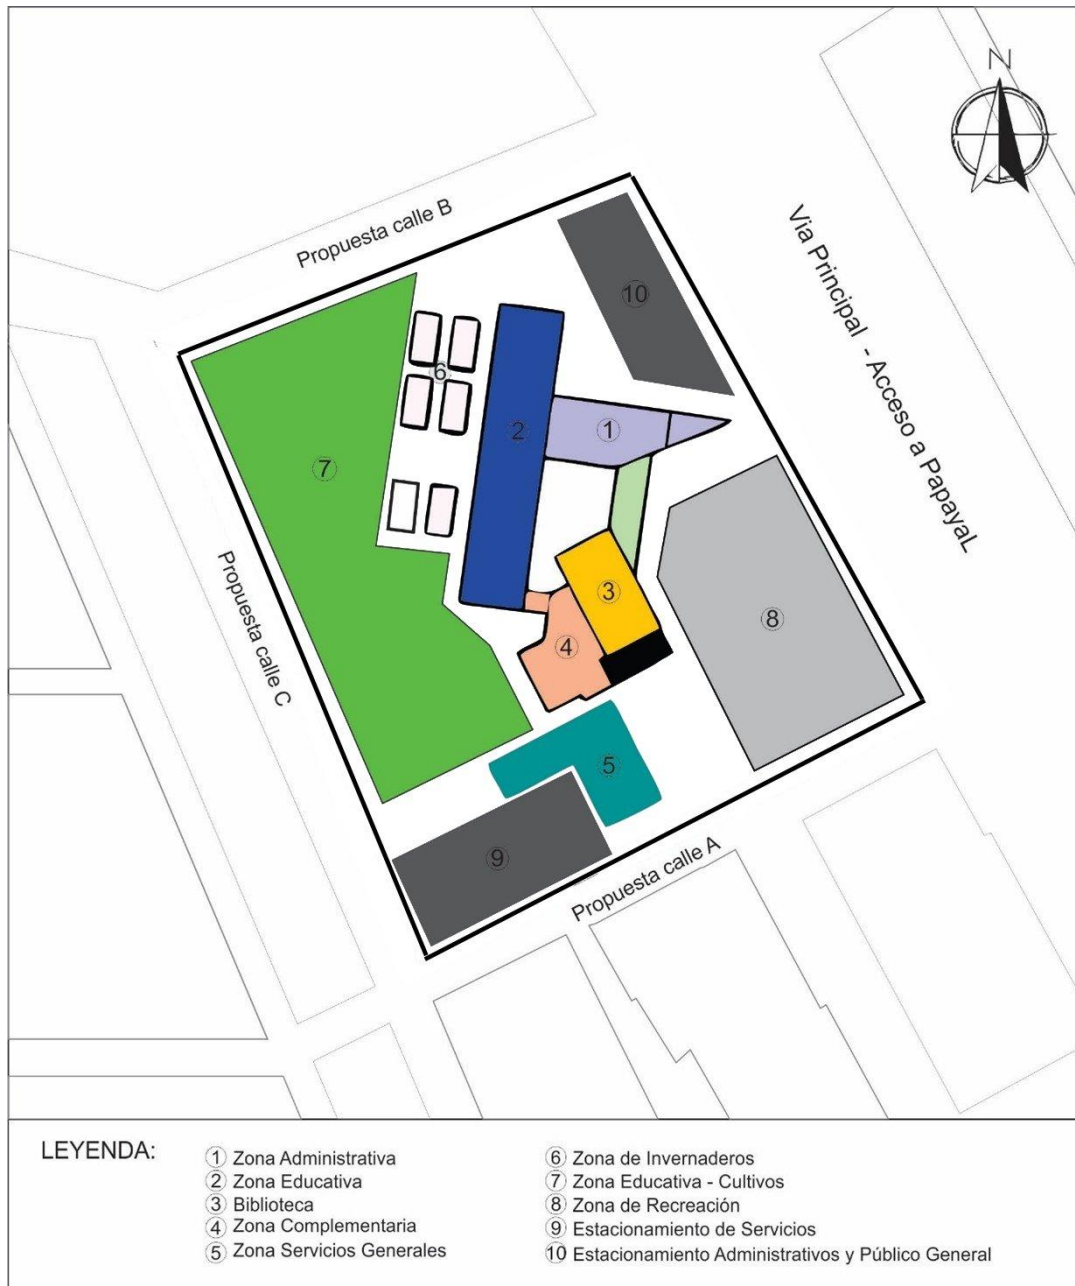 N
Propuesta calle B
Via Principal - Acceso a PapayaL
10
6
1
2
7
3
8
4
Propuesta calle C
5
9
Propuesta calle A
LEYENDA:
1 Zona Administrativa
2 Zona Educativa
3 Biblioteca
4 Zona Complementaria
5 Zona Servicios Generales
6 Zona de Invernaderos
7 Zona Educativa - Cultivos
8 Zona de Recreación
9 Estacionamiento de Servicios
10 Estacionamiento Administrativos y Público General